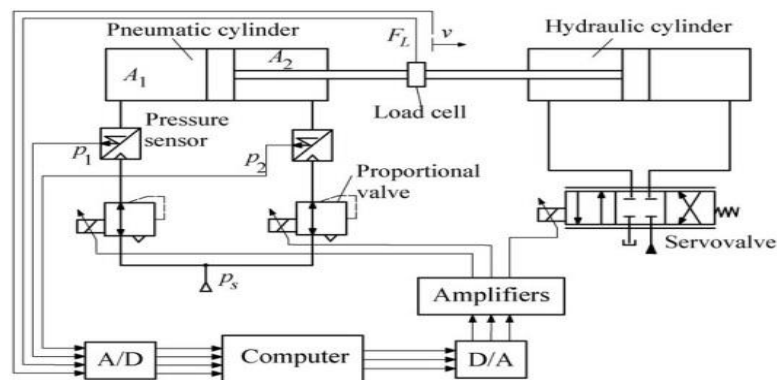 Pneumatic cylinder
F_L
v
Hydraulic cylinder
A_1
A_2
Load cell
Pressure
sensor
p_1
p_2
Proportional
valve
Servovalve
p_s
Amplifiers
A/D
Computer
D/A